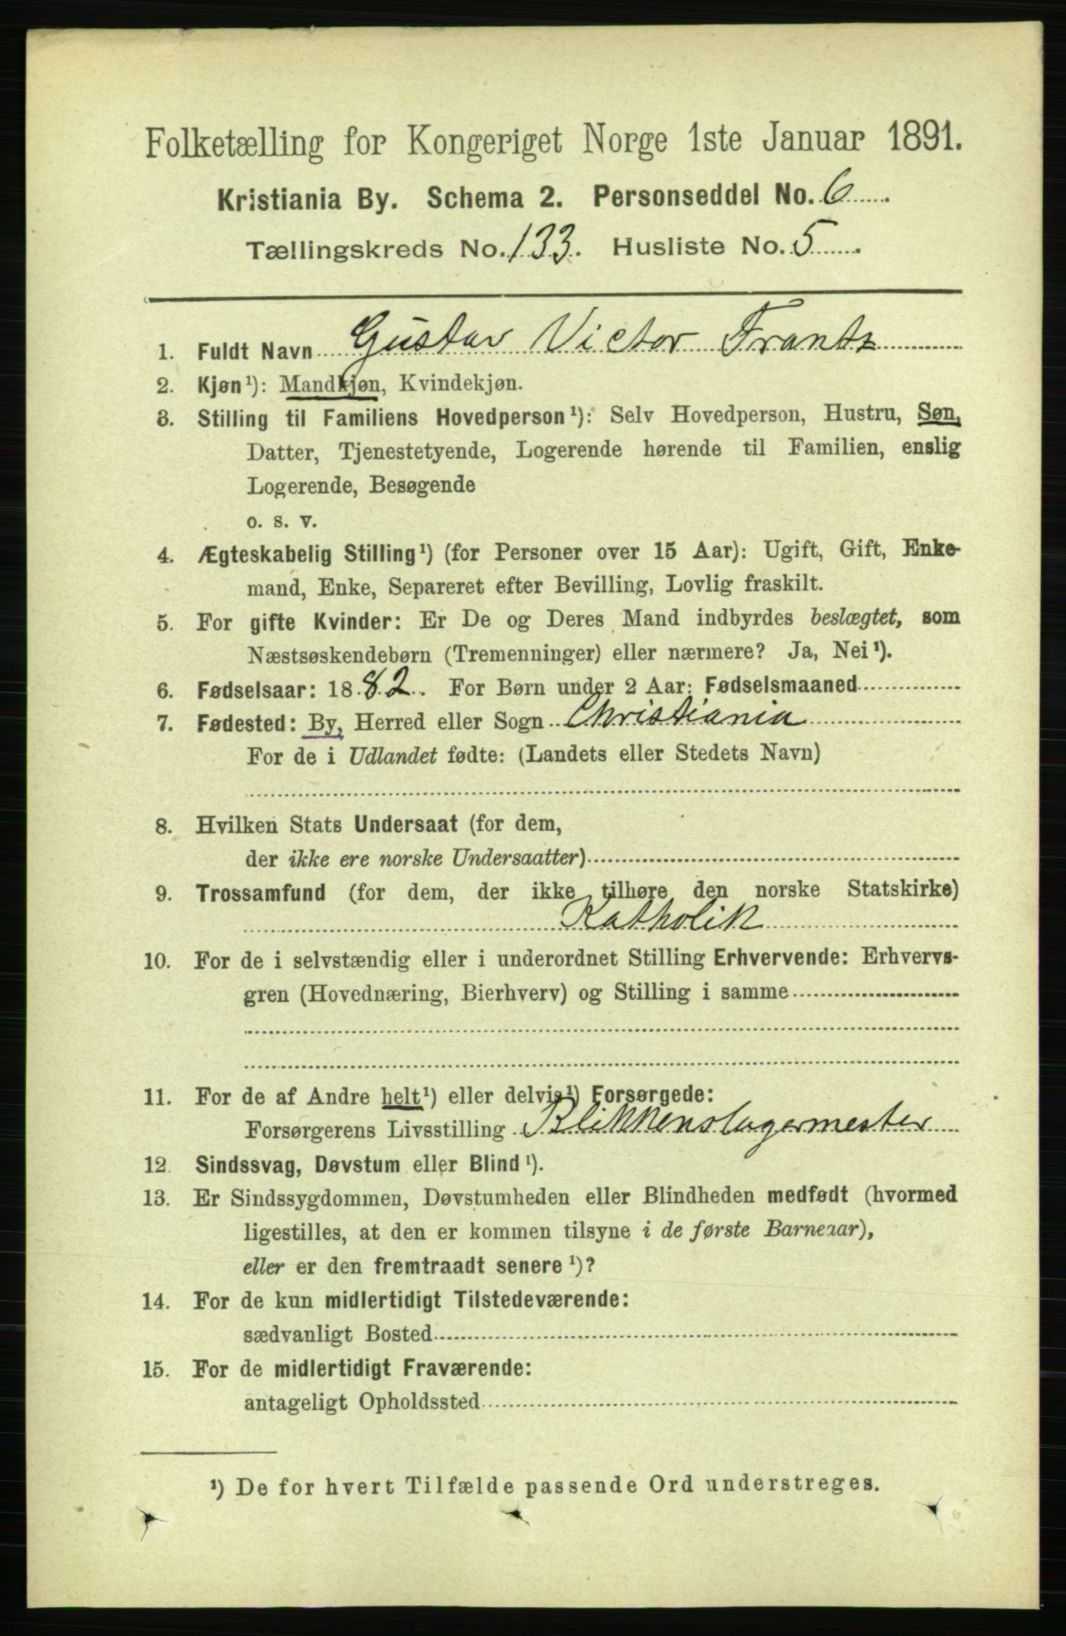 Folketælling for Kongeriget Norge 1ste Januar 1891.
Kristiania By. Schema 2. Personseddel No. 6.
Tællingskreds No. 133. Husliste No. 5.
1. Fuldt Navn Gustav Victor Frantz
2. Kjøn¹): Mandkjøn, Kvindekjøn.
3. Stilling til Familiens Hovedperson¹): Selv Hovedperson, Hustru, Søn,
Datter, Tjenestetyende, Logerende hørende til Familien, enslig
Logerende, Besøgende
o. s. v.
4. Ægteskabelig Stilling¹) (for Personer over 15 Aar): Ugift, Gift, Enke-
mand, Enke, Separeret efter Bevilling, Lovlig fraskilt.
5. For gifte Kvinder: Er De og Deres Mand indbyrdes beslægtet, som
Næstsøskendebørn (Tremenninger) eller nærmere? Ja, Nei¹).
6. Fødselsaar: 1882. For Børn under 2 Aar: Fødselsmaaned
7. Fødested: By, Herred eller Sogn Christiania
For de i Udlandet fødte: (Landets eller Stedets Navn)
8. Hvilken Stats Undersaat (for dem,
der ikke ere norske Undersaatter)
9. Trossamfund (for dem, der ikke tilhøre den norske Statskirke)
Katholik
10. For de i selvstændig eller i underordnet Stilling Erhvervende: Erhvervs-
gren (Hovednæring, Bierhverv) og Stilling i samme
11. For de af Andre helt¹) eller delvis¹) Forsørgede:
Forsørgerens Livsstilling Blikkenslagermester
12. Sindssvag, Døvstum eller Blind¹).
13. Er Sindssygdommen, Døvstumheden eller Blindheden medfødt (hvormed
ligestilles, at den er kommen tilsyne i de første Barneaar),
eller er den fremtraadt senere¹)?
14. For de kun midlertidigt Tilstedeværende:
sædvanligt Bosted
15. For de midlertidigt Fraværende:
antageligt Opholdssted
¹) De for hvert Tilfælde passende Ord understreges.